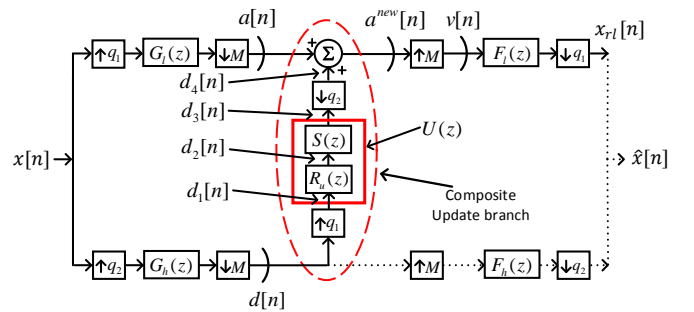 a[n] a^{new}[n] v[n] x_{rl}[n]
↑q_1 G_l(z) ↓M + Σ + ↑M F_l(z) ↓q_1
d_4[n]
↓q_2
d_3[n]
S(z) U(z)
d_2[n]
x[n] x̂[n]
R_u(z)
d_1[n] Composite
Update branch
↑q_1
↑q_2 G_h(z) ↓M ↑M F_h(z) ↓q_2
d[n]